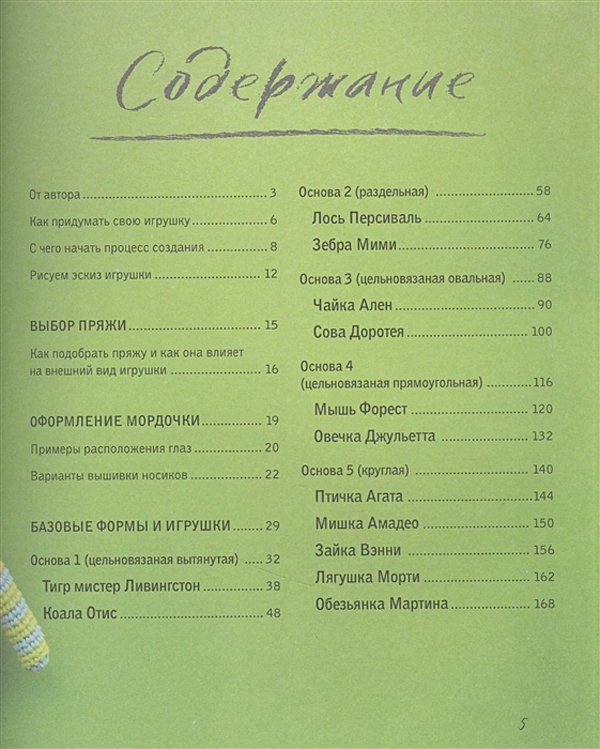 Содержание
От автора 3
Как придумать свою игрушку 6
С чего начать процесс создания 8
Рисуем эскиз игрушки 12
ВЫБОР ПРЯЖИ 15
Как подобрать пряжу и как она влияет
на внешний вид игрушки 16
ОФОРМЛЕНИЕ МОРДОЧКИ 19
Примеры расположения глаз 20
Варианты вышивки носиков 22
БАЗОВЫЕ ФОРМЫ И ИГРУШКИ 29
Основа 1 (цельновязаная вытянутая) 32
Тигр мистер Ливингстон 38
Коала Отис 48
Основа 2 (раздельная) 58
Лось Персиваль 64
Зебра Мими 76
Основа 3 (цельновязаная овальная) 88
Чайка Ален 90
Сова Доротея 100
Основа 4
(цельновязаная прямоугольная) 116
Мышь Форест 120
Овечка Джульетта 132
Основа 5 (круглая) 140
Птичка Агата 144
Мишка Амадео 150
Зайка Вэнни 156
Лягушка Морти 162
Обезьянка Мартина 168
5